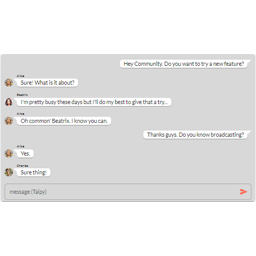 Hey Community. Do you want to try a new feature?
Alice
Sure! What is it about?
Beatrix
I'm pretty busy these days but I'll do my best to give that a try...
Alice
Oh common' Beatrix. I know you can.
Thanks guys. Do you know broadcasting?
Alice
Yes.
Charles
Sure thing!
message (Taipy)